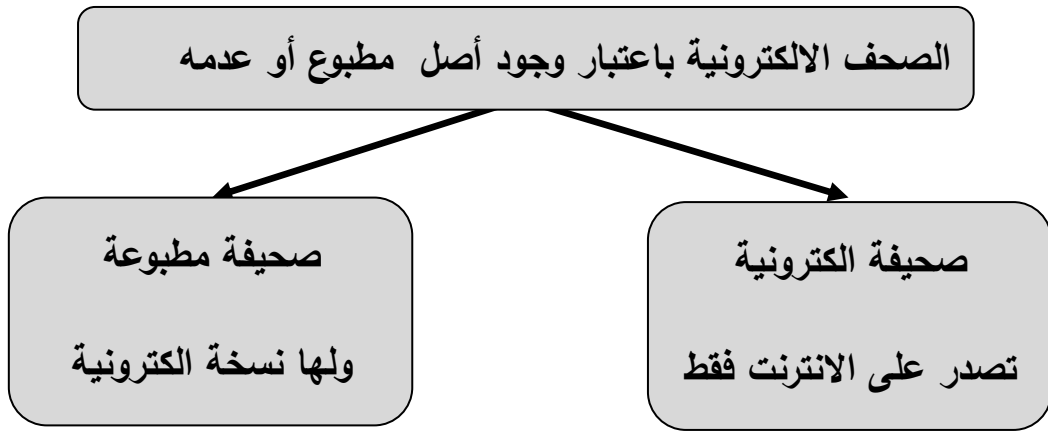 الصحف الالكترونية باعتبار وجود أصل مطبوع أو عدمه
صحيفة الكترونية
تصدر على الانترنت فقط
صحيفة مطبوعة
ولها نسخة الكترونية